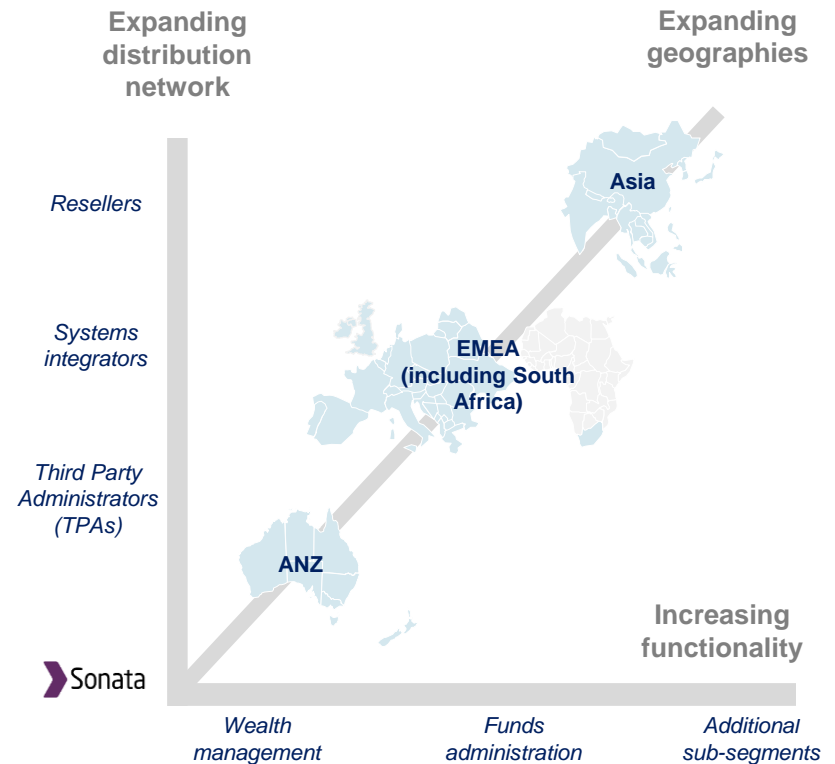 Expanding
distribution
network
Expanding
geographies
Resellers
Asia
Systems
integrators
EMEA
(including South
Africa)
Third Party
Administrators
(TPAs)
ANZ
Increasing
functionality
Sonata
Wealth
management
Funds
administration
Additional
sub-segments